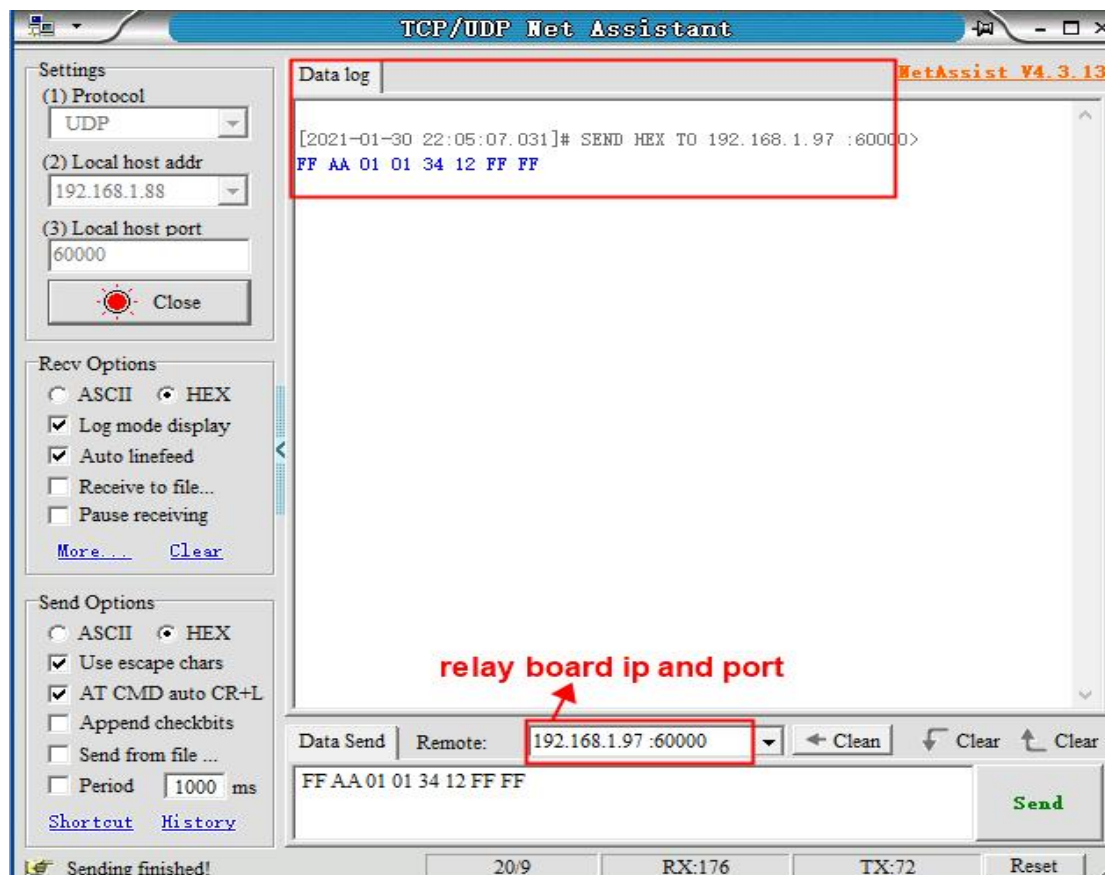 TCP/UDP Net Assistant
Settings
(1) Protocol
UDP
(2) Local host addr
192.168.1.88
(3) Local host port
60000
Close
Recv Options
ASCII HEX
Log mode display
Auto linefeed
Receive to file...
Pause receiving
More... Clear
Send Options
ASCII HEX
Use escape chars
AT CMD auto CR+L
Append checkbits
Send from file ...
Period 1000 ms
Shortcut History
Data log
NetAssist V4.3.13
[2021-01-30 22:05:07.031]# SEND HEX TO 192.168.1.97 :60000>
FF AA 01 01 34 12 FF FF
relay board ip and port
Data Send Remote: 192.168.1.97 :60000 Clean Clear Clear
FF AA 01 01 34 12 FF FF
Send
Sending finished! 20/9 RX:176 TX:72 Reset